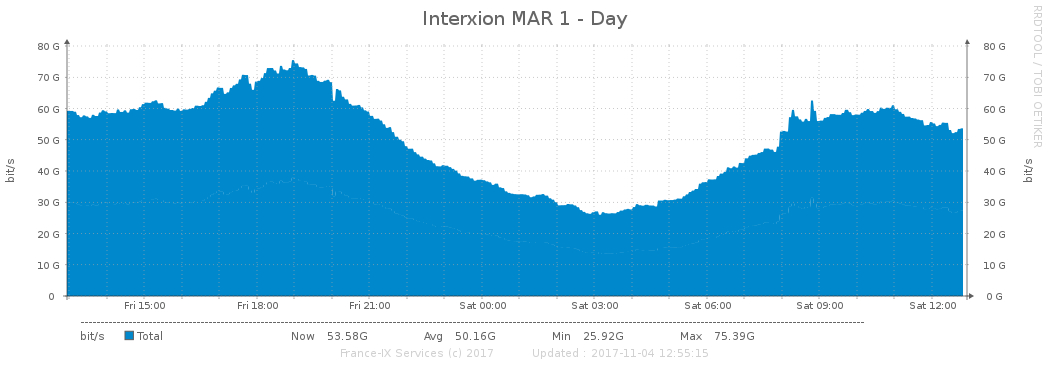 Interxion MAR 1 - Day
RRDTOOL / TOBI OETIKER
80 G 80 G
70 G 70 G
60 G 60 G
50 G 50 G
40 G 40 G
30 G 30 G
20 G 20 G
10 G 10 G
0 0 G
bit/s bit/s
Fri 15:00 Fri 18:00 Fri 21:00 Sat 00:00 Sat 03:00 Sat 06:00 Sat 09:00 Sat 12:00
bit/s Total Now 53.58G Avg 50.16G Min 25.92G Max 75.39G
France-IX Services (c) 2017 Updated : 2017-11-04 12:55:15